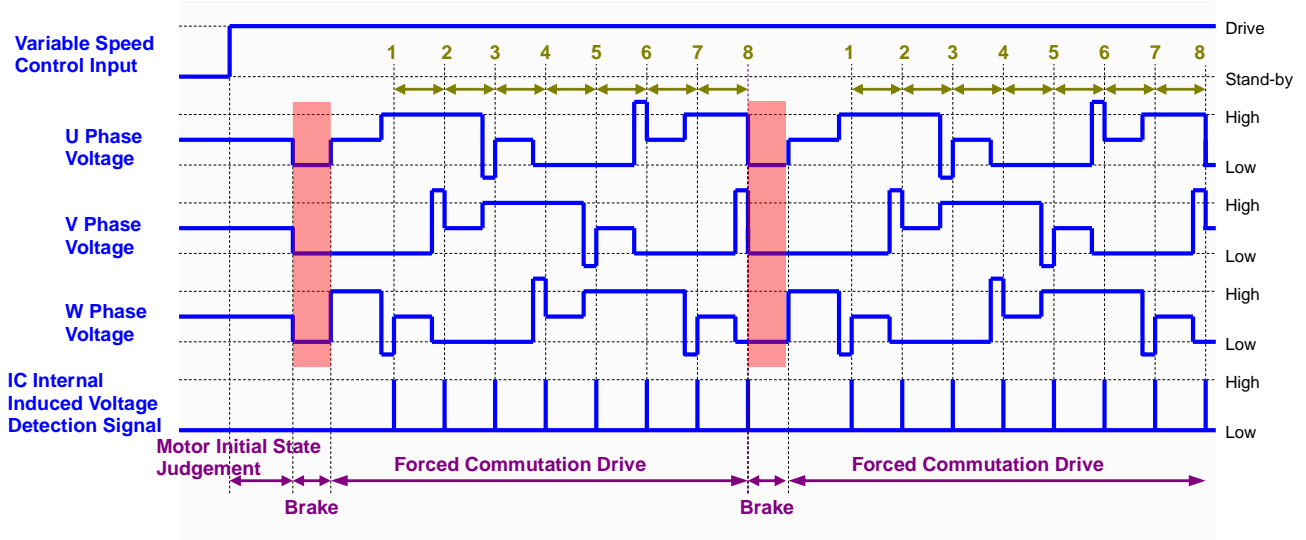 Variable Speed
Control Input
Drive
Stand-by
1 2 3 4 5 6 7 8 1 2 3 4 5 6 7 8
U Phase
Voltage
High
Low
V Phase
Voltage
High
Low
W Phase
Voltage
High
Low
IC Internal
Induced Voltage
Detection Signal
High
Low
Motor Initial State
Judgement
Forced Commutation Drive
Forced Commutation Drive
Brake
Brake